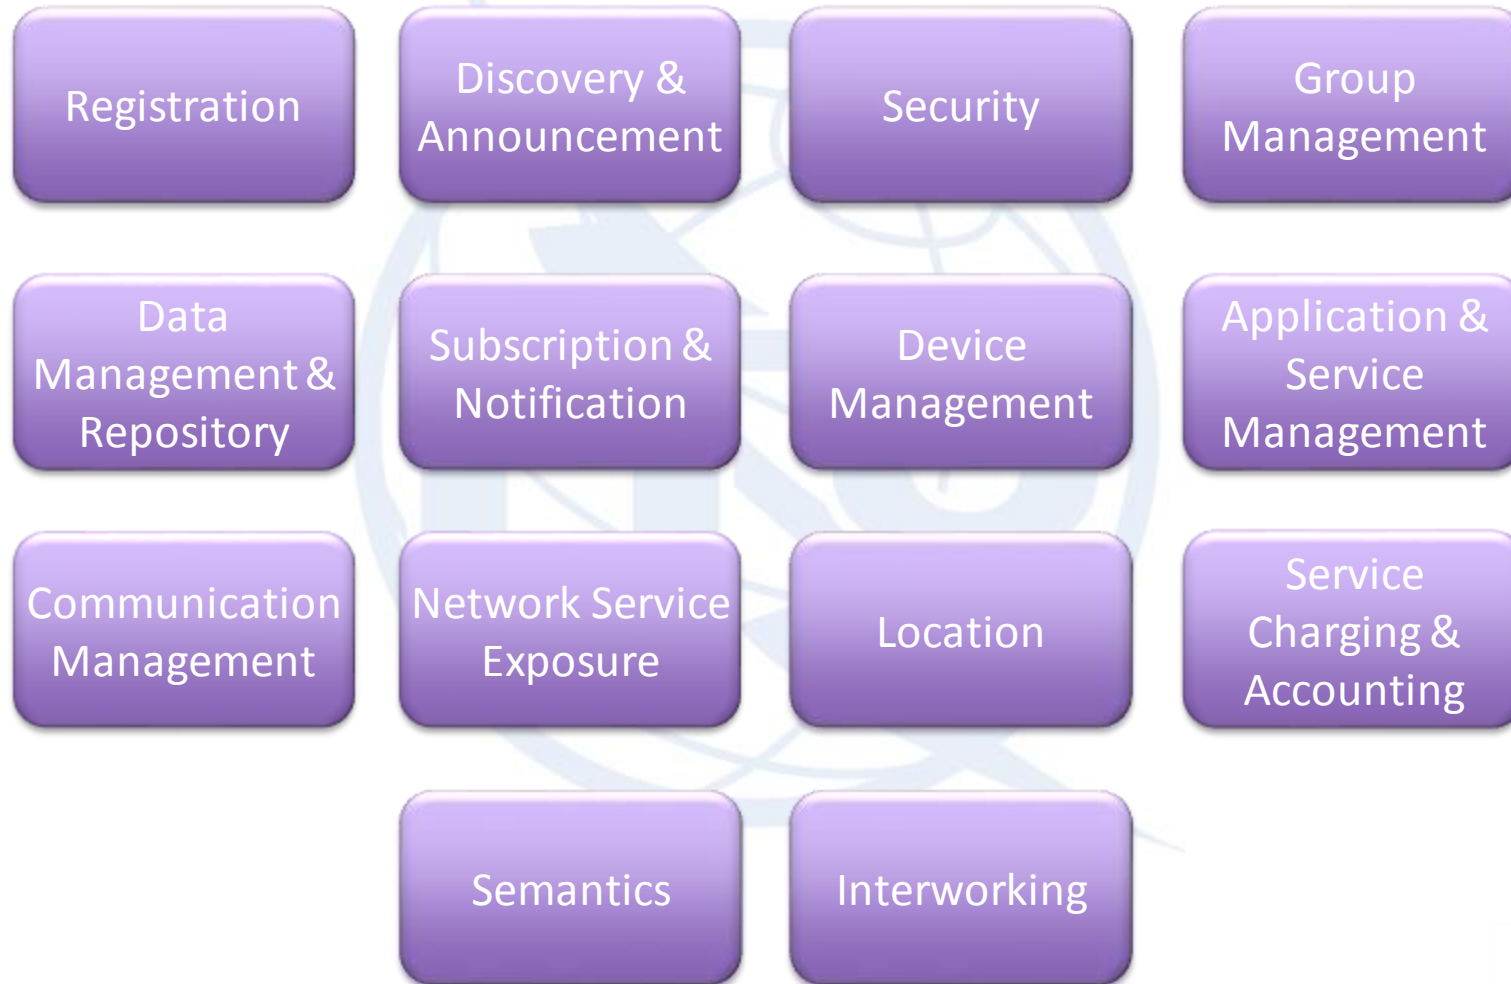 Registration
Discovery &
Announcement
Security
Group
Management
Data
Management &
Repository
Subscription &
Notification
Device
Management
Application &
Service
Management
Communication
Management
Network Service
Exposure
Location
Service
Charging &
Accounting
Semantics
Interworking